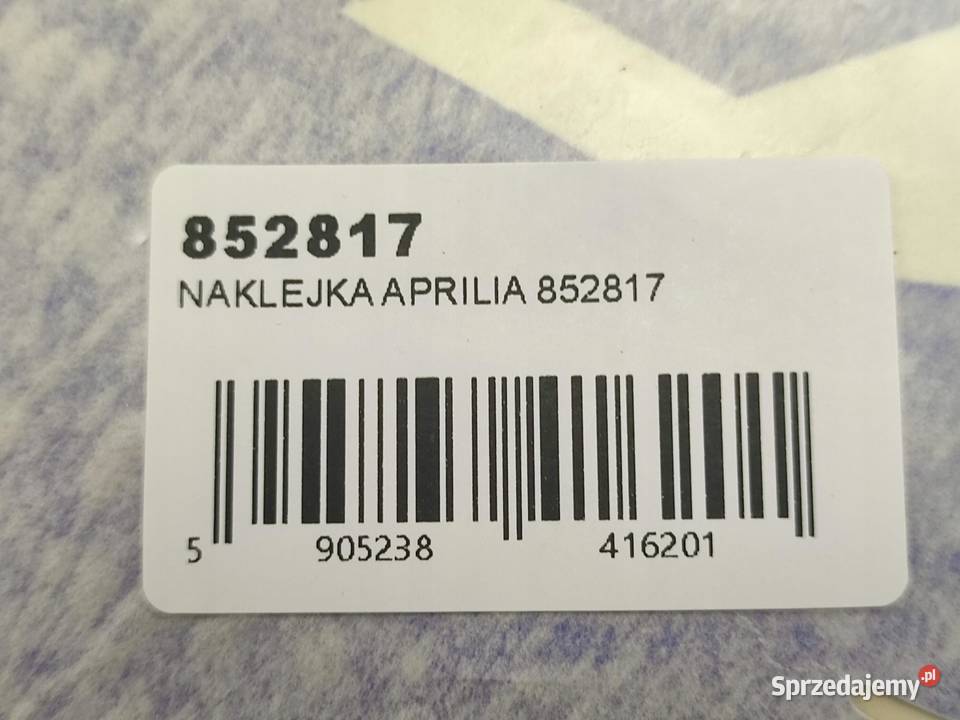 852817
NAKLEJKA APRILIA 852817
5 905238 416201
Sprzedajemy.pl